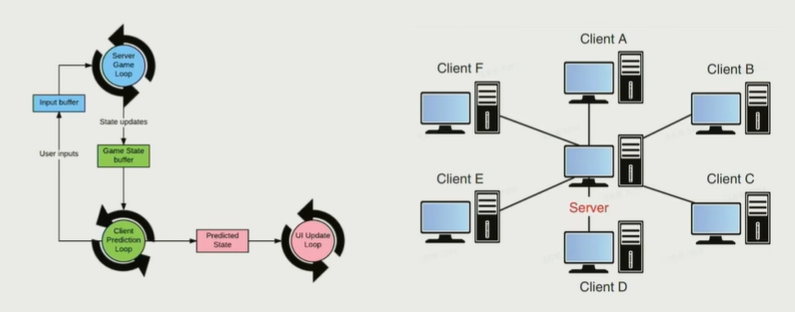 Server
Game
Loop
Input buffer
State updates
User inputs
Game State
buffer
Client
Prediction
Loop
Predicted
State
UI Update
Loop
Client A
Client F
Client B
Client E
Client C
Server
Client D